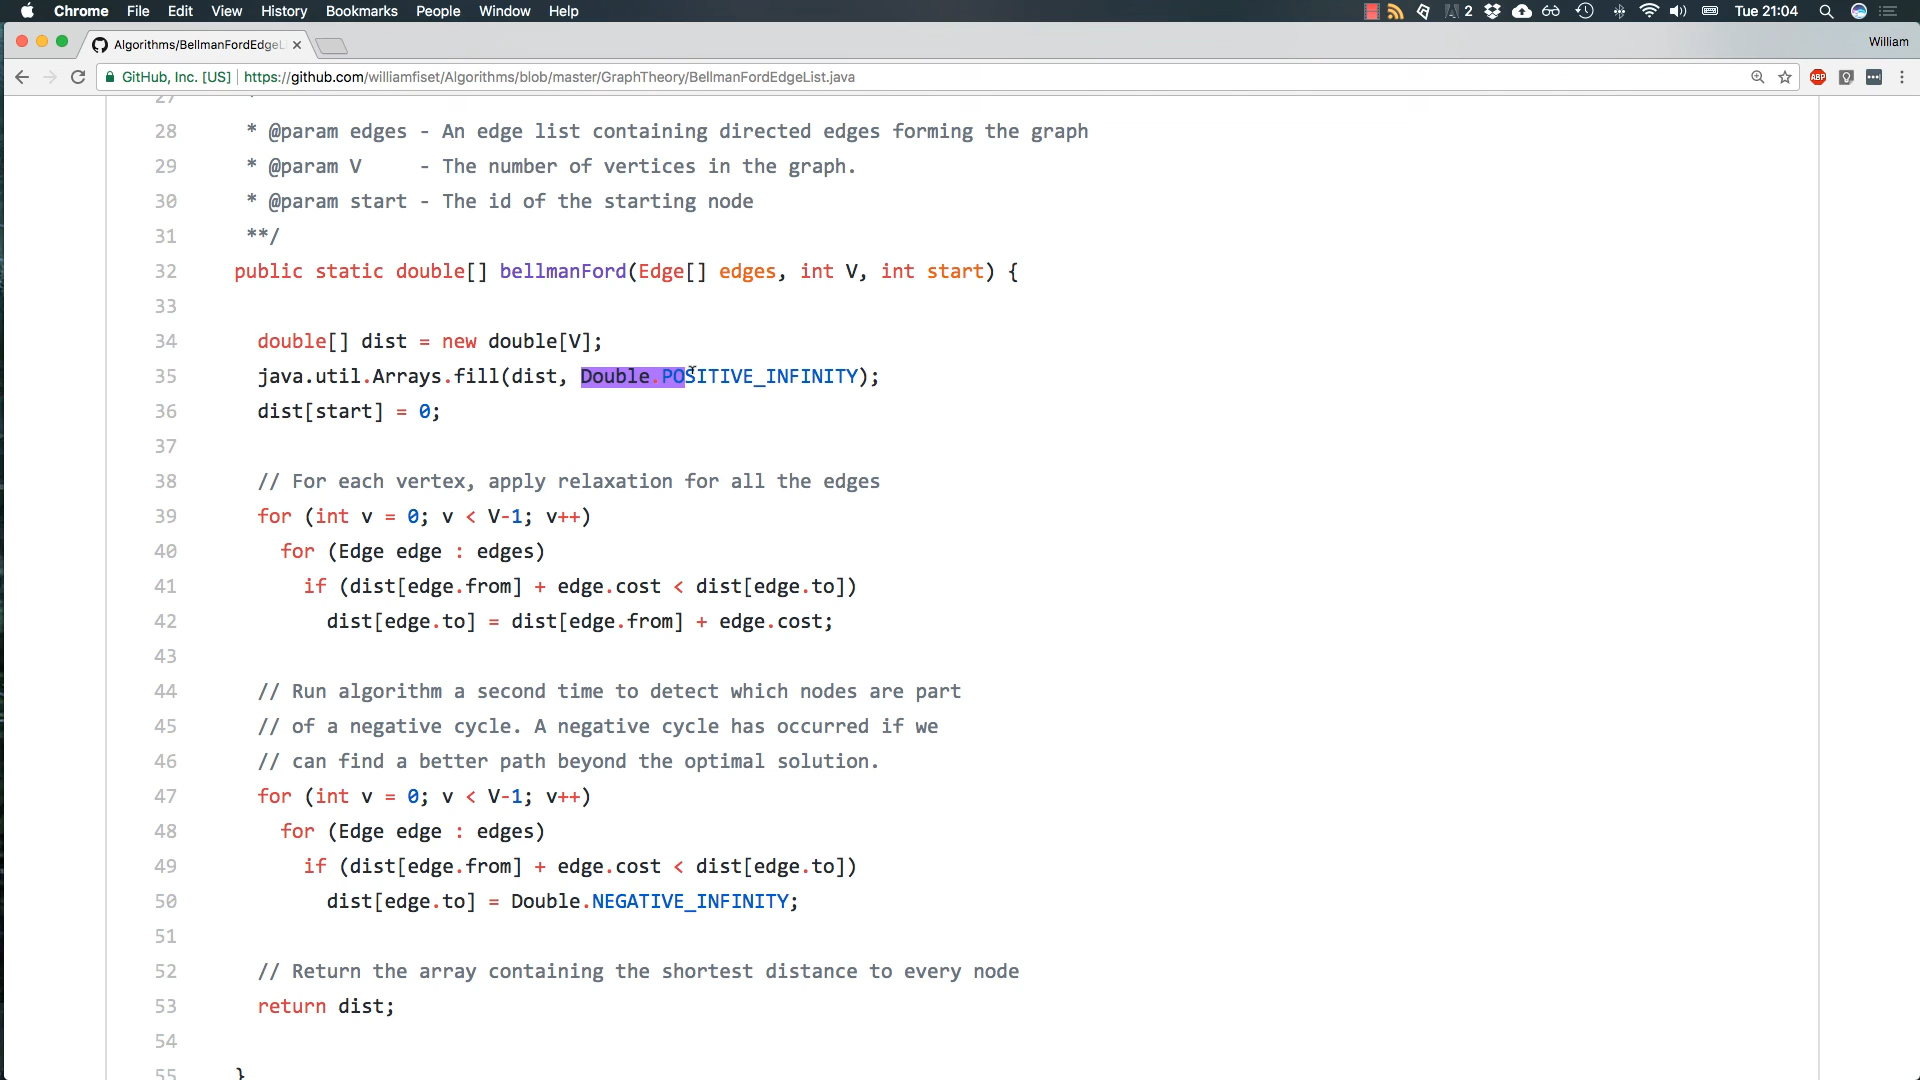 Chrome File Edit View History Bookmarks People Window Help 2 Tue 21:04
Algorithms/BellmanFordEdgeL William
GitHub, Inc. [US] https://github.com/williamfiset/Algorithms/blob/master/GraphTheory/BellmanFordEdgeList.java ABP
27 *
28 * @param edges - An edge list containing directed edges forming the graph
29 * @param V - The number of vertices in the graph.
30 * @param start - The id of the starting node
31 **/
32 public static double[] bellmanFord(Edge[] edges, int V, int start) {
33
34 double[] dist = new double[V];
35 java.util.Arrays.fill(dist, Double.POSITIVE_INFINITY);
36 dist[start] = 0;
37
38 // For each vertex, apply relaxation for all the edges
39 for (int v = 0; v < V-1; v++)
40 for (Edge edge : edges)
41 if (dist[edge.from] + edge.cost < dist[edge.to])
42 dist[edge.to] = dist[edge.from] + edge.cost;
43
44 // Run algorithm a second time to detect which nodes are part
45 // of a negative cycle. A negative cycle has occurred if we
46 // can find a better path beyond the optimal solution.
47 for (int v = 0; v < V-1; v++)
48 for (Edge edge : edges)
49 if (dist[edge.from] + edge.cost < dist[edge.to])
50 dist[edge.to] = Double.NEGATIVE_INFINITY;
51
52 // Return the array containing the shortest distance to every node
53 return dist;
54
55 }